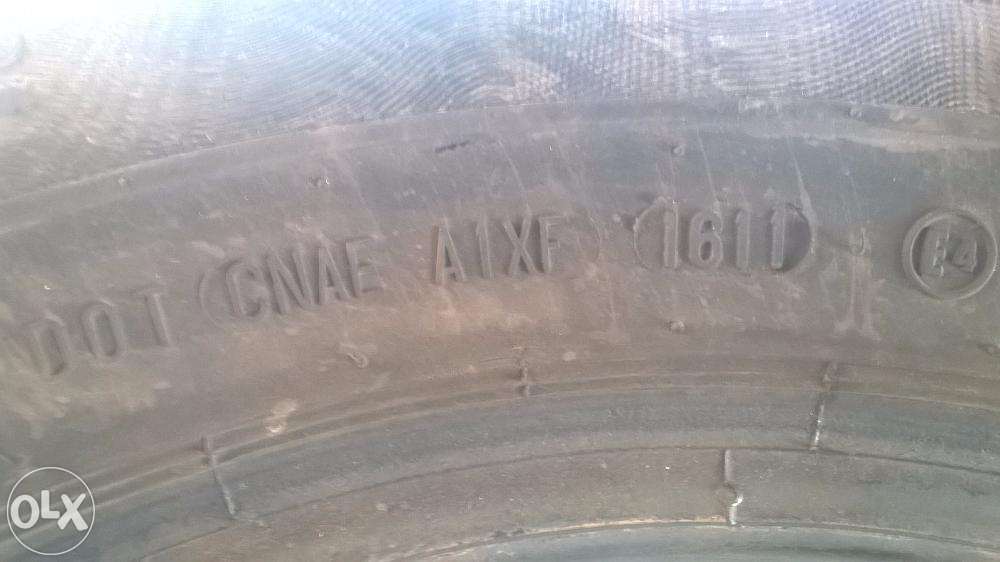 DOT CNAE A1XF 1611 E4
OLX